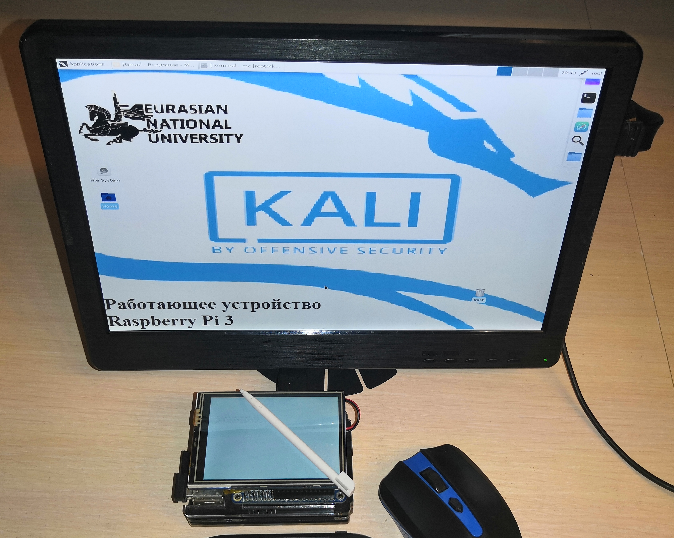 EURASIAN
NATIONAL
UNIVERSITY
KALI
BY OFFENSIVE SECURITY
Работающее устройство
Raspberry Pi 3